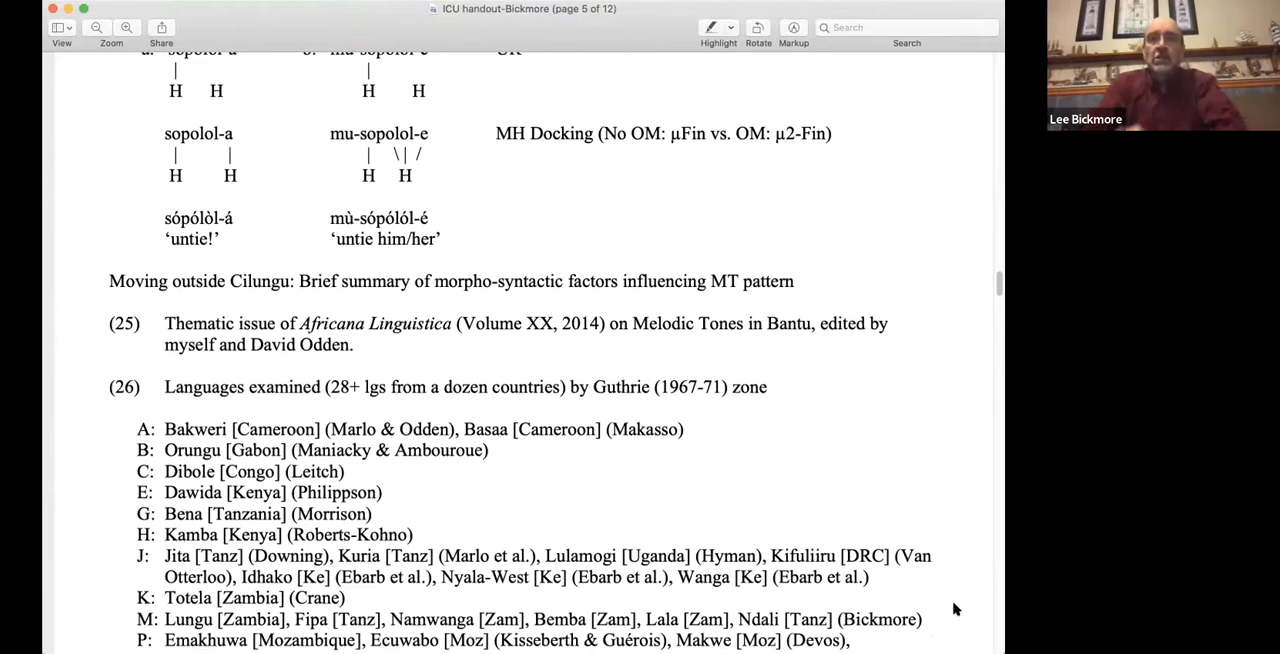 ICU handout-Bickmore (page 5 of 12)
View Zoom Share Highlight Rotate Markup Search
Search
H H H H
sopolol-a mu-sopolol-e MH Docking (No OM: µFin vs. OM: µ2-Fin)
| | | \| /
H H H H
sópólòl-á mù-sópólól-é
‘untie!’ ‘untie him/her’
Moving outside Cilungu: Brief summary of morpho-syntactic factors influencing MT pattern
(25) Thematic issue of Africana Linguistica (Volume XX, 2014) on Melodic Tones in Bantu, edited by
myself and David Odden.
(26) Languages examined (28+ lgs from a dozen countries) by Guthrie (1967-71) zone
A: Bakweri [Cameroon] (Marlo & Odden), Basaa [Cameroon] (Makasso)
B: Orungu [Gabon] (Maniacky & Ambouroue)
C: Dibole [Congo] (Leitch)
E: Dawida [Kenya] (Philippson)
G: Bena [Tanzania] (Morrison)
H: Kamba [Kenya] (Roberts-Kohno)
J: Jita [Tanz] (Downing), Kuria [Tanz] (Marlo et al.), Lulamogi [Uganda] (Hyman), Kifuliiru [DRC] (Van
Otterloo), Idhako [Ke] (Ebarb et al.), Nyala-West [Ke] (Ebarb et al.), Wanga [Ke] (Ebarb et al.)
K: Totela [Zambia] (Crane)
M: Lungu [Zambia], Fipa [Tanz], Namwanga [Zam], Bemba [Zam], Lala [Zam], Ndali [Tanz] (Bickmore)
P: Emakhuwa [Mozambique], Ecuwabo [Moz] (Kisseberth & Guérois), Makwe [Moz] (Devos),
Lee Bickmore